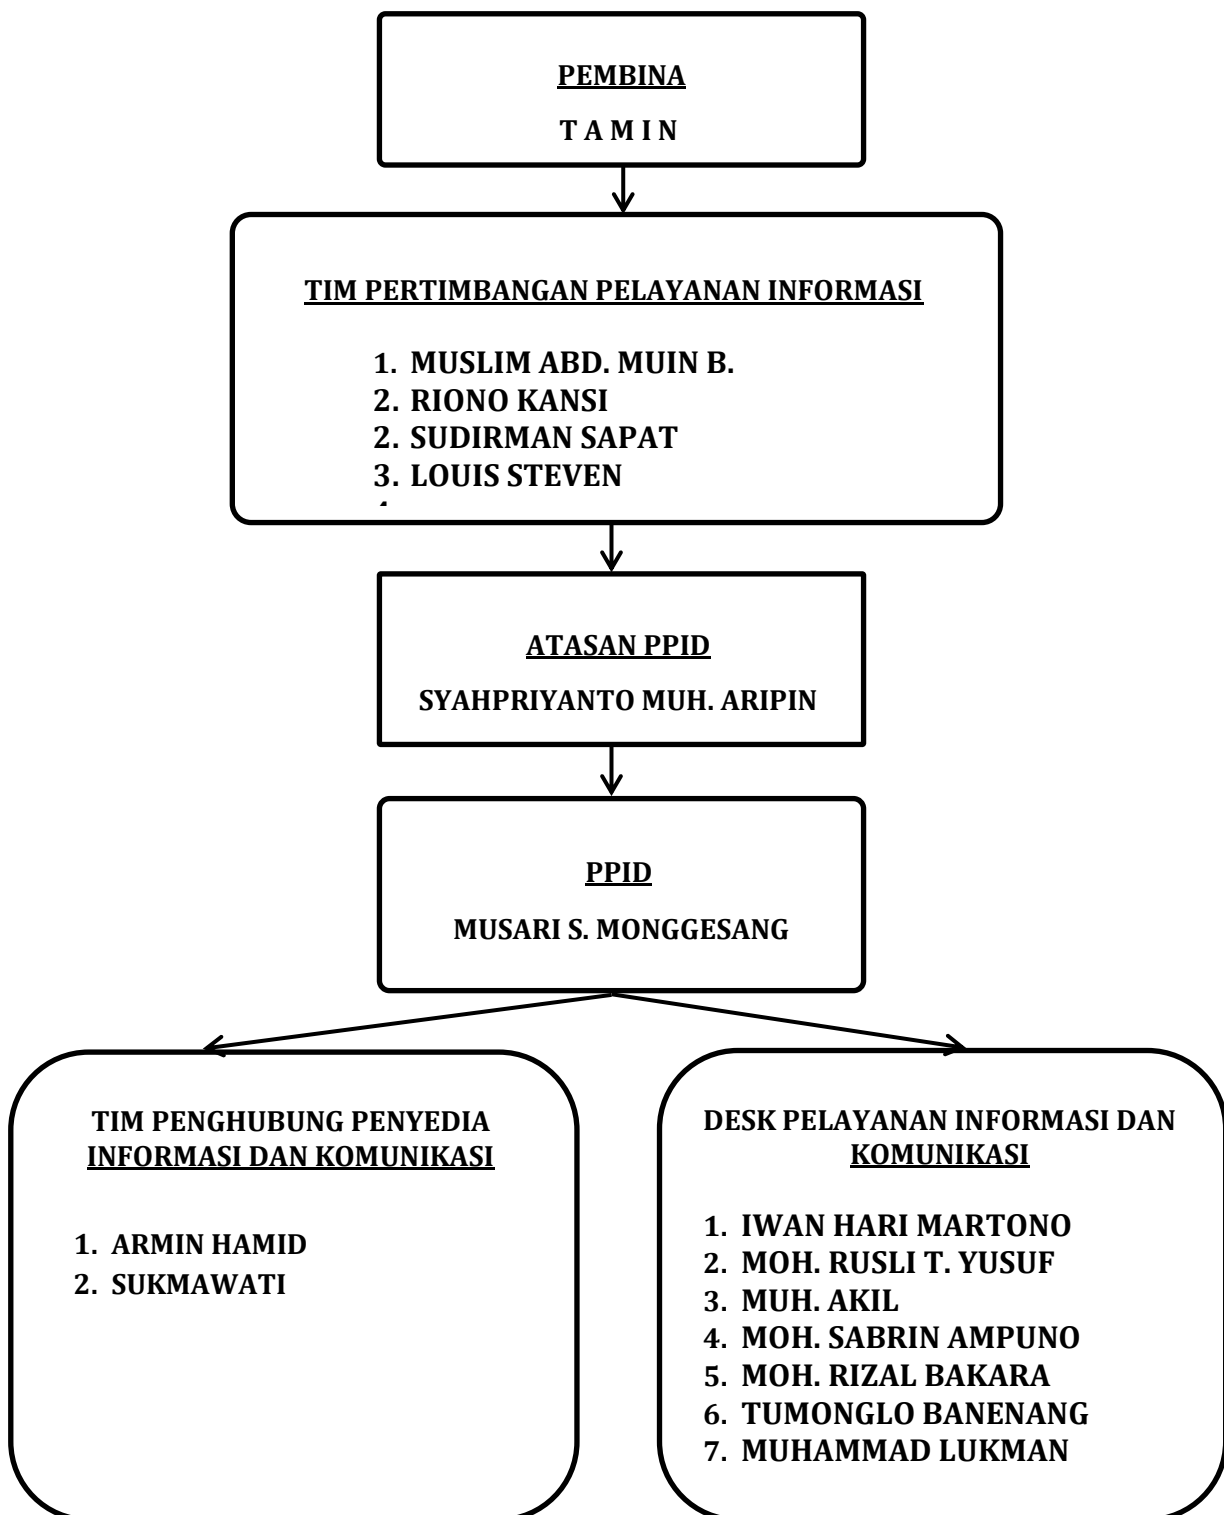 PEMBINA
T A M I N
TIM PERTIMBANGAN PELAYANAN INFORMASI
1. MUSLIM ABD. MUIN B.
2. RIONO KANSI
2. SUDIRMAN SAPAT
3. LOUIS STEVEN
ATASAN PPID
SYAHPRIYANTO MUH. ARIPIN
PPID
MUSARI S. MONGGESANG
TIM PENGHUBUNG PENYEDIA
INFORMASI DAN KOMUNIKASI
1. ARMIN HAMID
2. SUKMAWATI
DESK PELAYANAN INFORMASI DAN
KOMUNIKASI
1. IWAN HARI MARTONO
2. MOH. RUSLI T. YUSUF
3. MUH. AKIL
4. MOH. SABRIN AMPUNO
5. MOH. RIZAL BAKARA
6. TUMONGLO BANENANG
7. MUHAMMAD LUKMAN